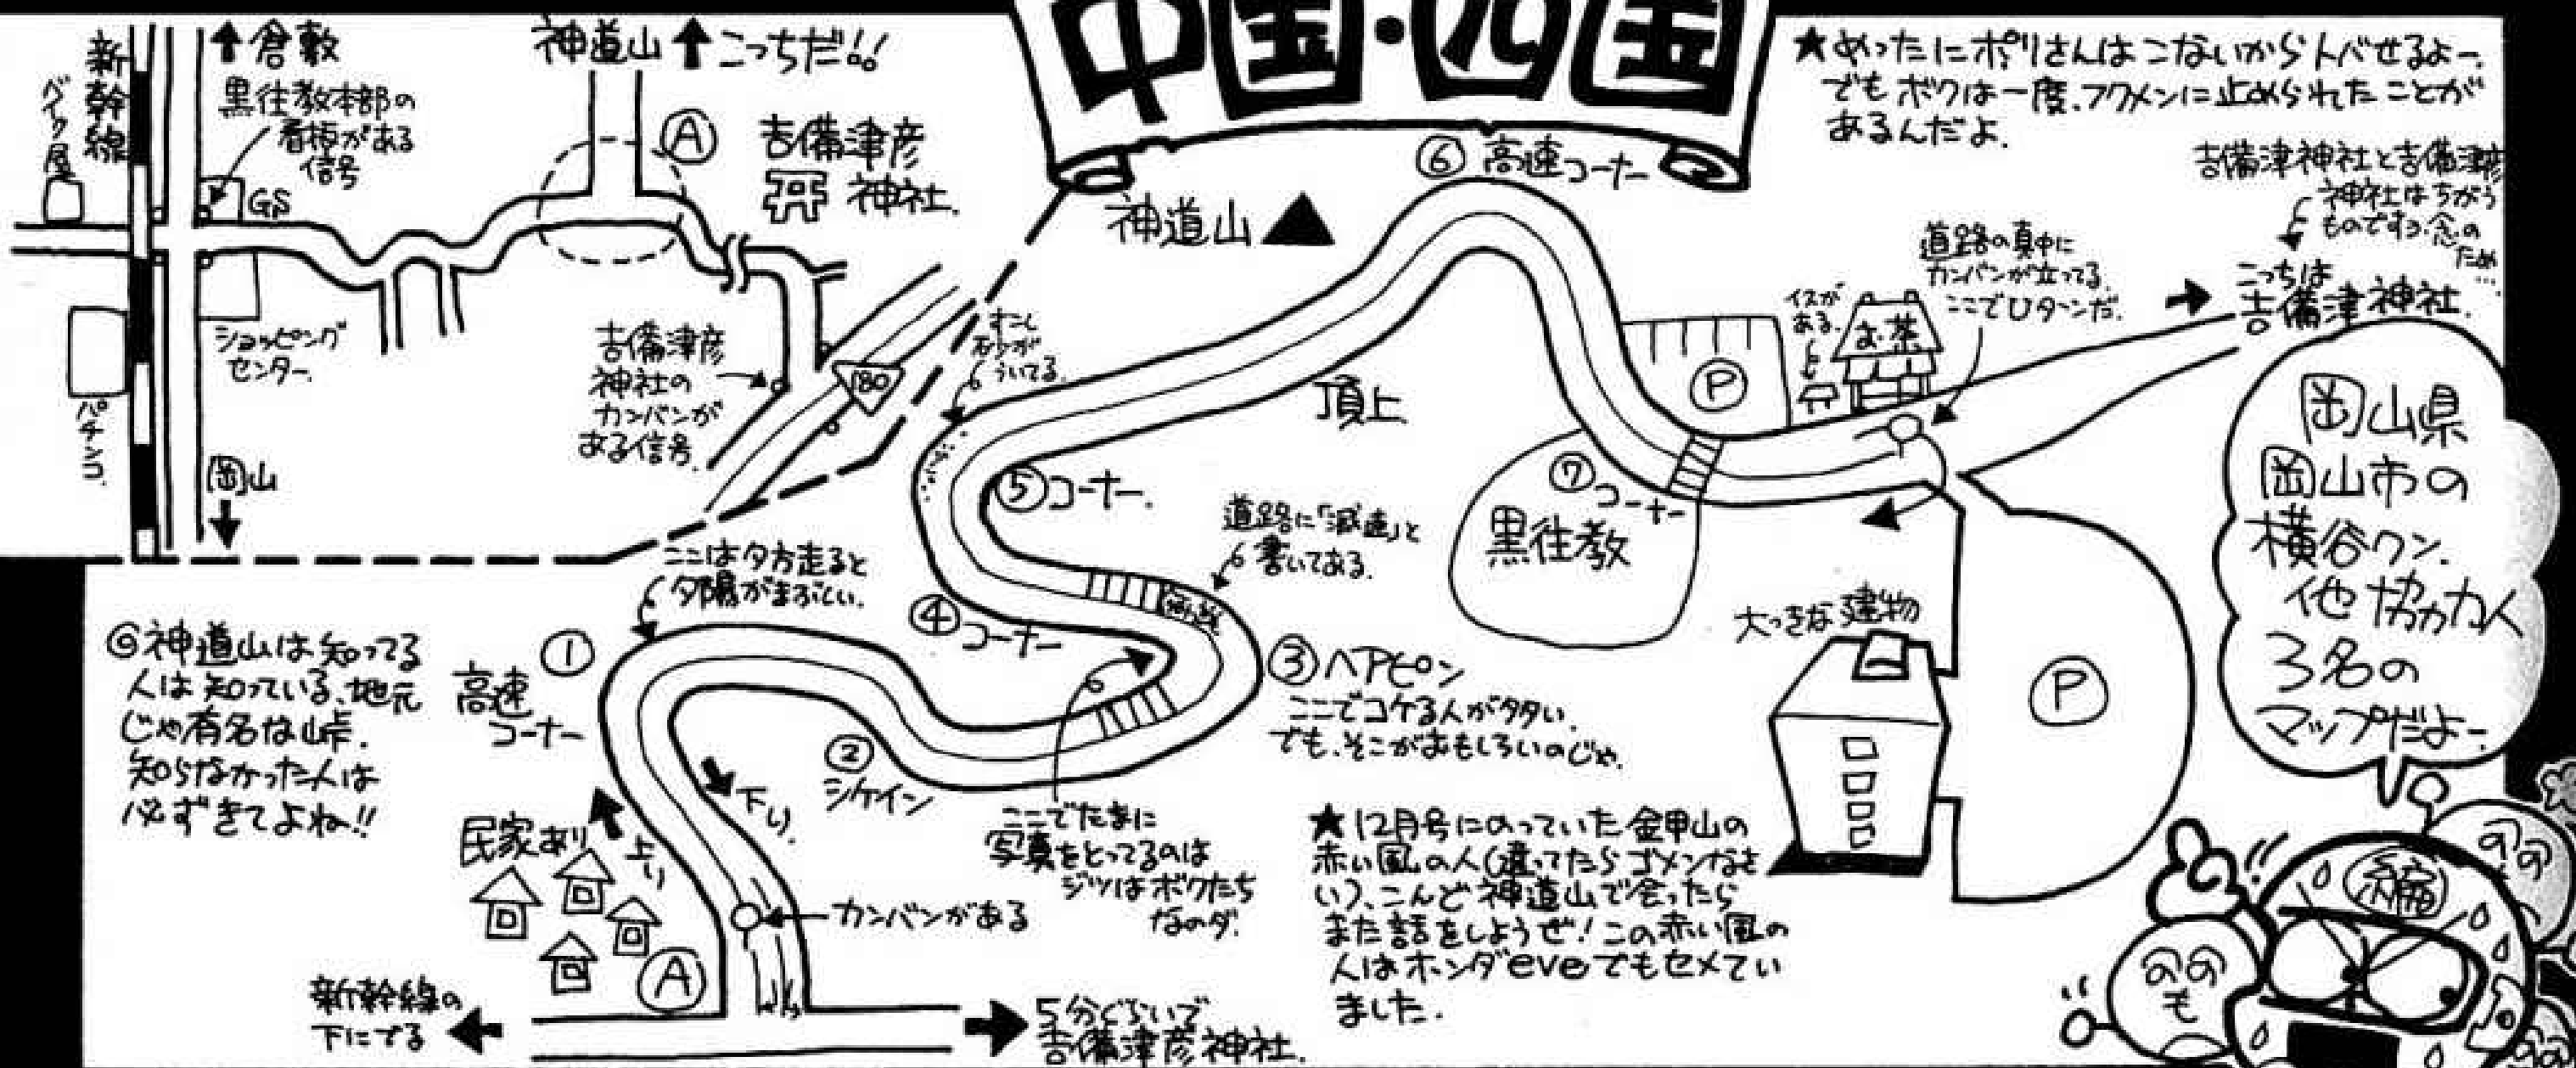 中国・四国
新幹線
バイク屋
倉敷
黒往教本部の
看板がある
信号
GS
ショッピング
センター.
パチンコ.
岡山
神道山
こっちだ!!
A
吉備津彦
神社.
吉備津彦
神社の
カンバンが
ある信号.
180
★めったにポリさんはこないからトバせるよー.
でもボクは一度、フクメンに止められたことが
あるんだよ.
吉備津神社と吉備津彦
神社はちがう
ものですョ.念の
ため…
こっちは
吉備津神社.
道路の真中に
カンバンが立ってる.
ここでUターンだ.
イスが
ある.
お茶
P
神道山▲
⑥高速コーナー
頂上
すこし
砂が
ういてる.
⑤コーナー.
⑦コーナー
黒往教
道路に「減速」と
書いてある.
減速
④コーナー
ここは夕方走ると
夕陽がまぶしい.
①
高速
コーナー
②
シケイン
③ヘアピン
ここでコケる人がタタい.
でも、そこがおもしろいのじゃ.
大っきな建物
P
◎神道山は知ってる
人は知っている、地元
じゃ有名な峠.
知らなかった人は
必ずきてよね!!
民家あり
上り
下り.
ここでたまに
写真をとってるのは
ジツはボクたち
なのダ.
カンバンがある
A
新幹線の
下にでる
5分ぐらいで
吉備津彦神社.
★12月号にのっていた金甲山の
赤い風の人(違ってたらゴメンなさ
い)、こんど神道山で会ったら
また話をしようぜ!この赤い風の
人はホンダeveでもセメてい
ました.
岡山県
岡山市の
横谷クン.
他協力人
3名の
マップだよー.
編
のの
も
のの
のの